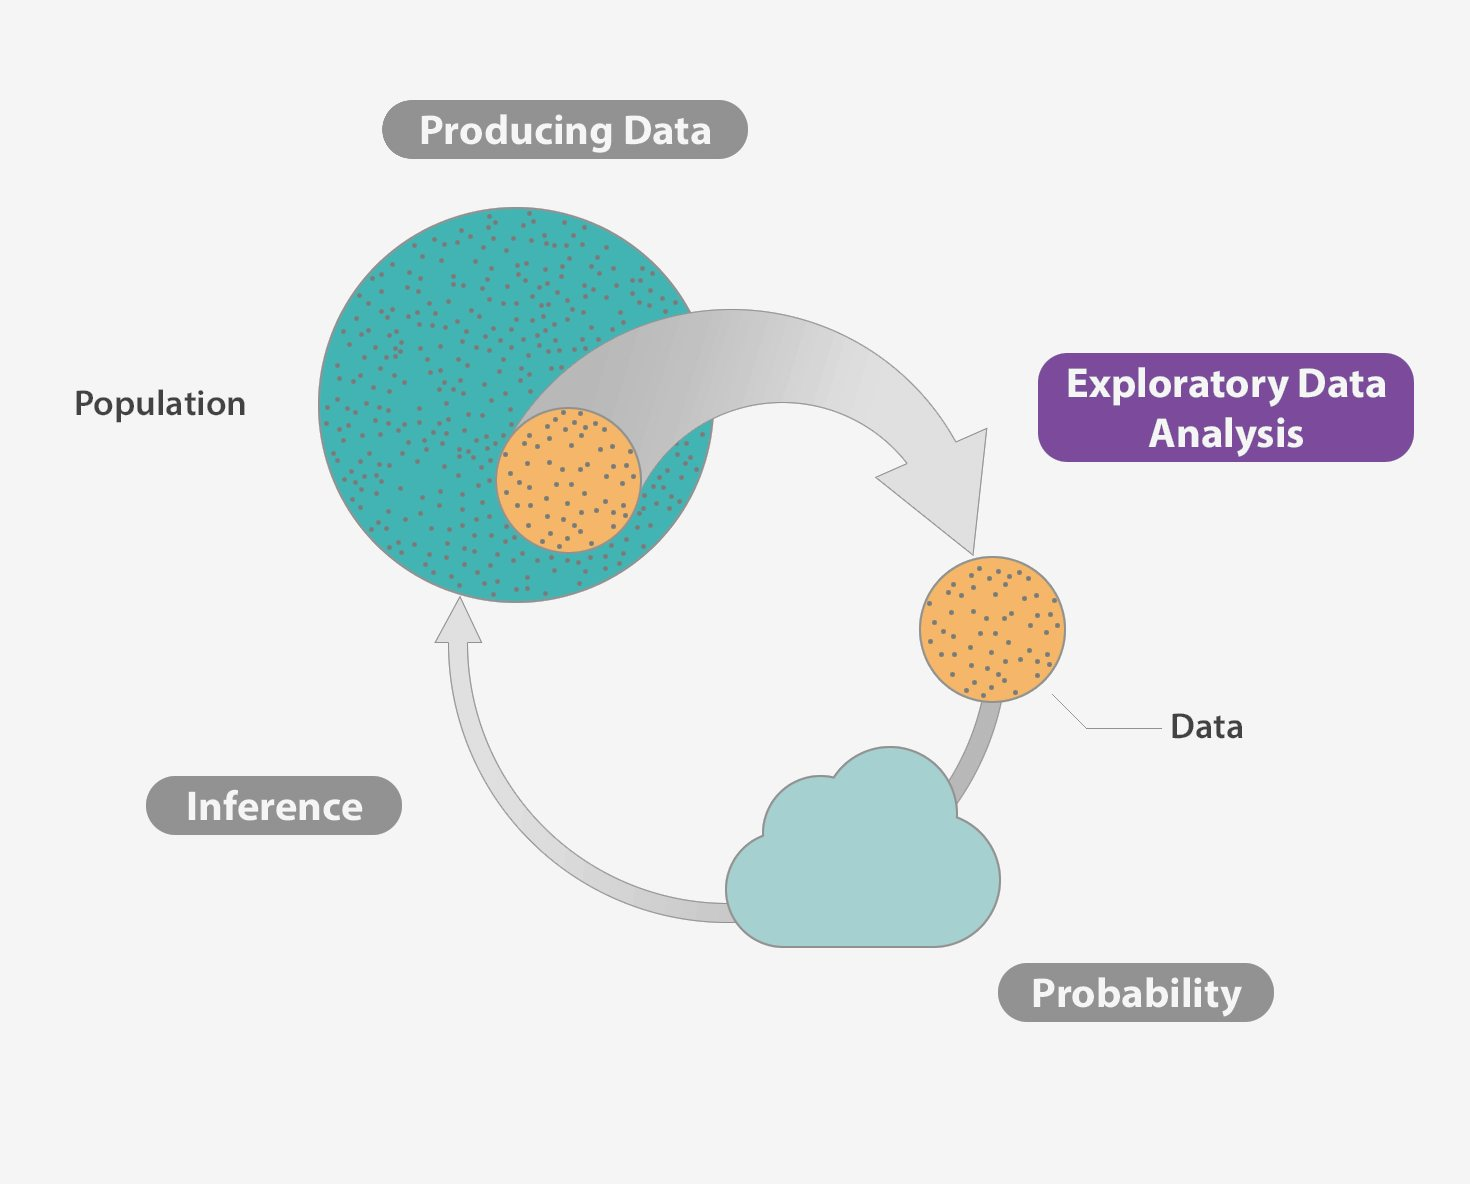 Producing Data
Exploratory Data
Analysis
Population
Data
Inference
Probability